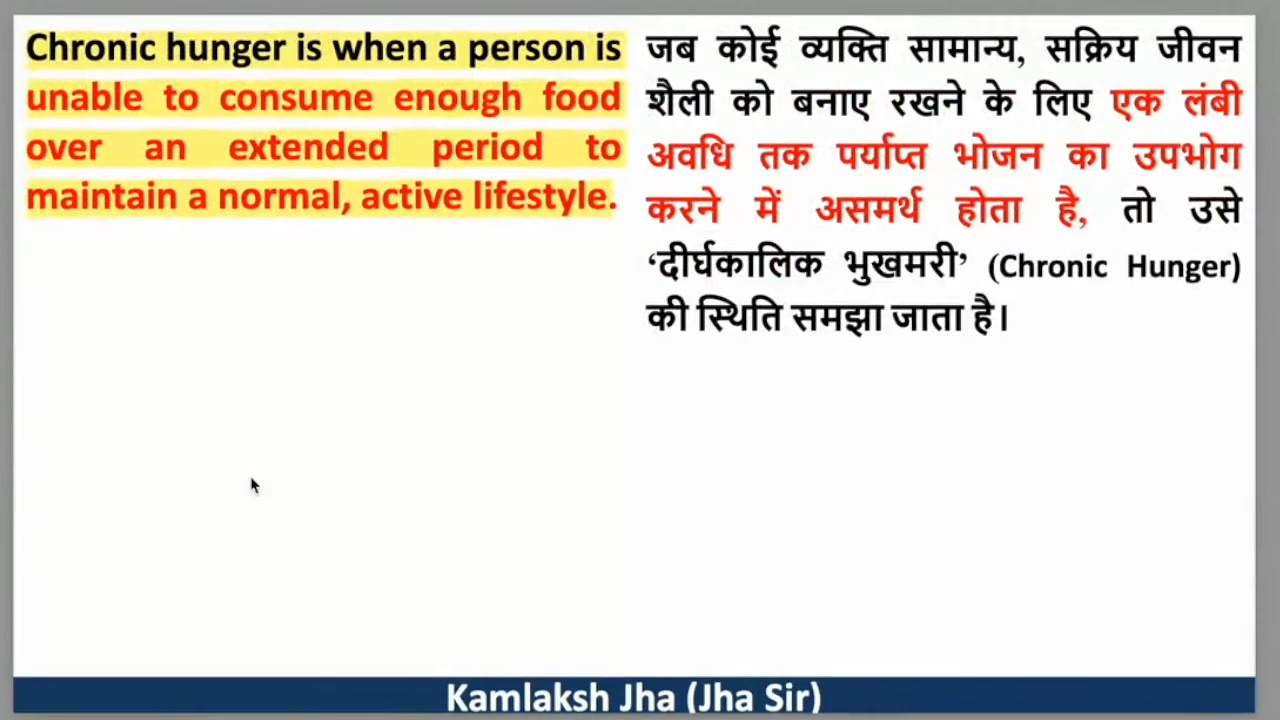 Chronic hunger is when a person is
unable to consume enough food
over an extended period to
maintain a normal, active lifestyle.
जब कोई व्यक्ति सामान्य, सक्रिय जीवन
शैली को बनाए रखने के लिए एक लंबी
अवधि तक पर्याप्त भोजन का उपभोग
करने में असमर्थ होता है, तो उसे
‘दीर्घकालिक भुखमरी’ (Chronic Hunger)
की स्थिति समझा जाता है।
Kamlaksh Jha (Jha Sir)